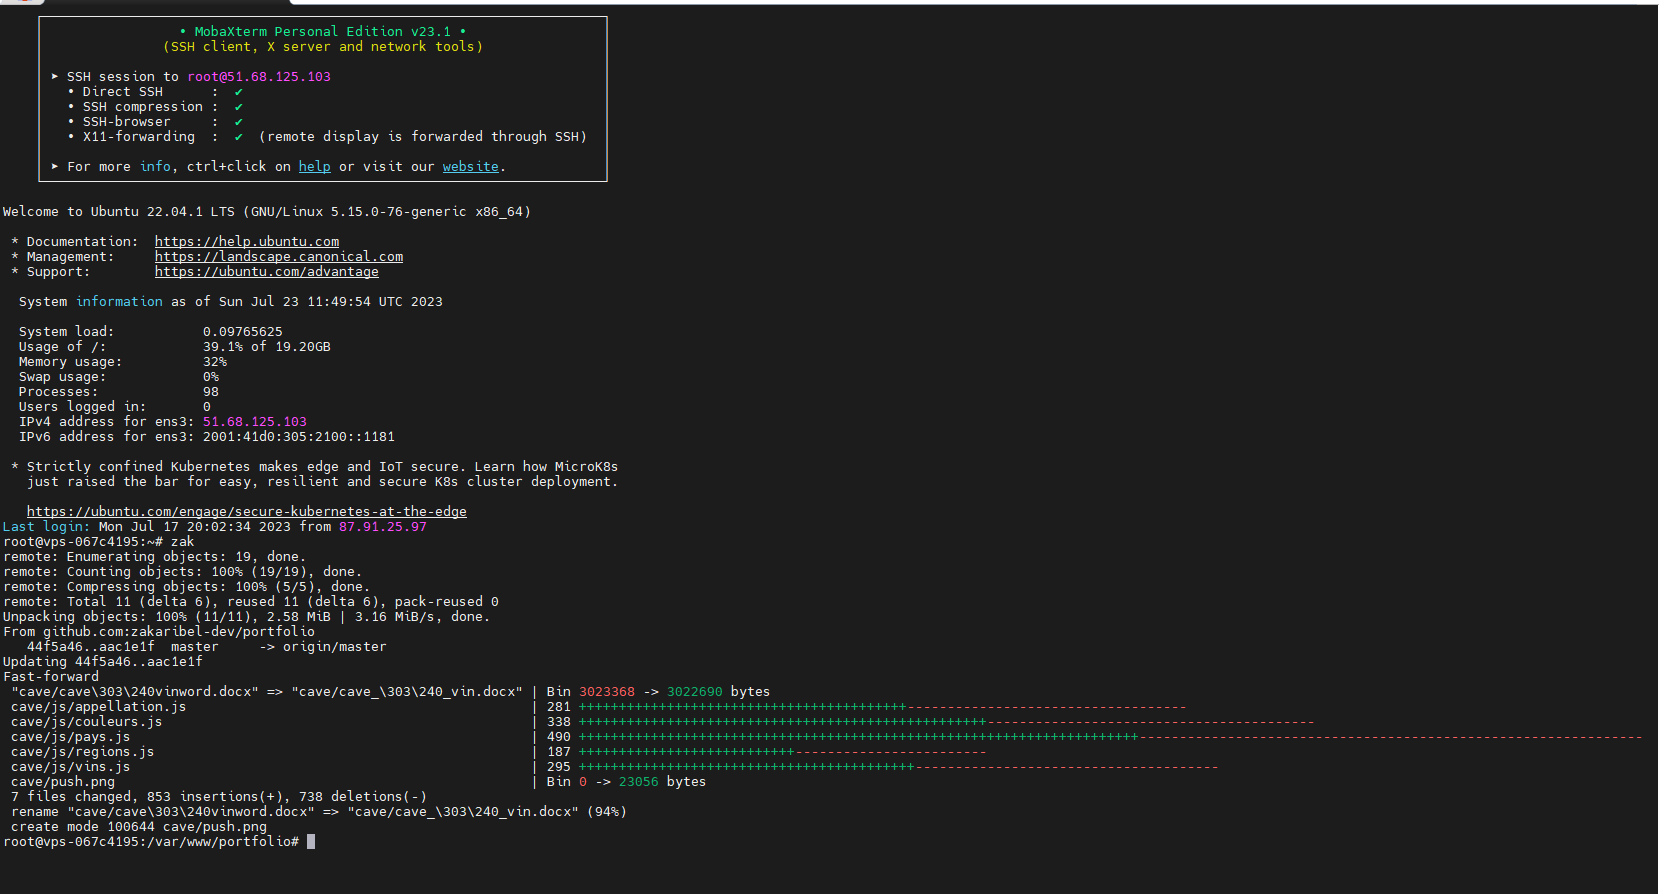 • MobaXterm Personal Edition v23.1 •
(SSH client, X server and network tools)
➤ SSH session to root@51.68.125.103
• Direct SSH : ✔
• SSH compression : ✔
• SSH-browser : ✔
• X11-forwarding : ✔ (remote display is forwarded through SSH)
➤ For more info, ctrl+click on help or visit our website.
Welcome to Ubuntu 22.04.1 LTS (GNU/Linux 5.15.0-76-generic x86_64)
* Documentation: https://help.ubuntu.com
* Management: https://landscape.canonical.com
* Support: https://ubuntu.com/advantage
System information as of Sun Jul 23 11:49:54 UTC 2023
System load: 0.09765625
Usage of /: 39.1% of 19.20GB
Memory usage: 32%
Swap usage: 0%
Processes: 98
Users logged in: 0
IPv4 address for ens3: 51.68.125.103
IPv6 address for ens3: 2001:41d0:305:2100::1181
* Strictly confined Kubernetes makes edge and IoT secure. Learn how MicroK8s
just raised the bar for easy, resilient and secure K8s cluster deployment.
https://ubuntu.com/engage/secure-kubernetes-at-the-edge
Last login: Mon Jul 17 20:02:34 2023 from 87.91.25.97
root@vps-067c4195:~# zak
remote: Enumerating objects: 19, done.
remote: Counting objects: 100% (19/19), done.
remote: Compressing objects: 100% (5/5), done.
remote: Total 11 (delta 6), reused 11 (delta 6), pack-reused 0
Unpacking objects: 100% (11/11), 2.58 MiB | 3.16 MiB/s, done.
From github.com:zakaribel-dev/portfolio
44f5a46..aac1e1f master -> origin/master
Updating 44f5a46..aac1e1f
Fast-forward
"cave/cave\303\240vinword.docx" => "cave/cave_\303\240_vin.docx" | Bin 3023368 -> 3022690 bytes
cave/js/appellation.js | 281 +++++++++++++++++++++++++++++++++++++++++-----------------------------------
cave/js/couleurs.js | 338 +++++++++++++++++++++++++++++++++++++++++++++++++++-----------------------------------------
cave/js/pays.js | 490 ++++++++++++++++++++++++++++++++++++++++++++++++++++++++++++++++++++++---------------------------------------------------------------
cave/js/regions.js | 187 +++++++++++++++++++++++++++------------------------
cave/js/vins.js | 295 ++++++++++++++++++++++++++++++++++++++++++--------------------------------------
cave/push.png | Bin 0 -> 23056 bytes
7 files changed, 853 insertions(+), 738 deletions(-)
rename "cave/cave\303\240vinword.docx" => "cave/cave_\303\240_vin.docx" (94%)
create mode 100644 cave/push.png
root@vps-067c4195:/var/www/portfolio#